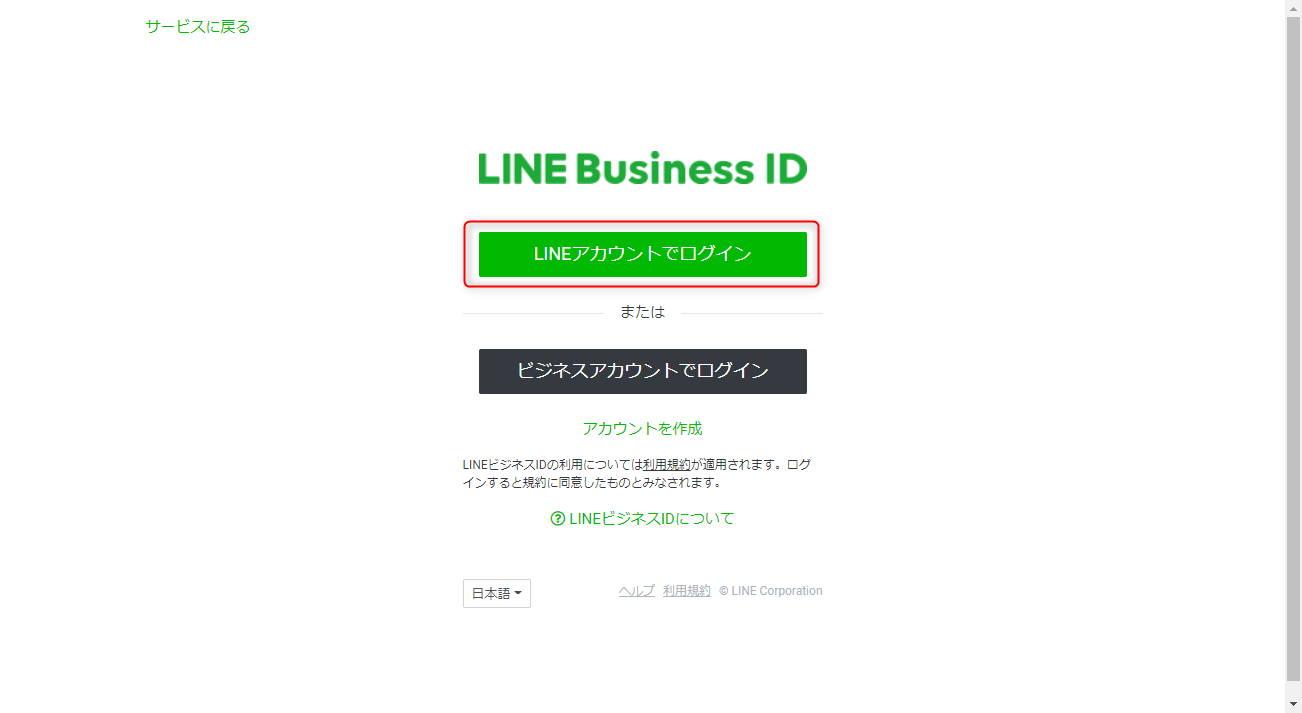 サービスに戻る
LINE Business ID
LINEアカウントでログイン
または
ビジネスアカウントでログイン
アカウントを作成
LINEビジネスIDの利用については利用規約が適用されます。ログ
インすると規約に同意したものとみなされます。
LINEビジネスIDについて
日本語 ヘルプ 利用規約 © LINE Corporation